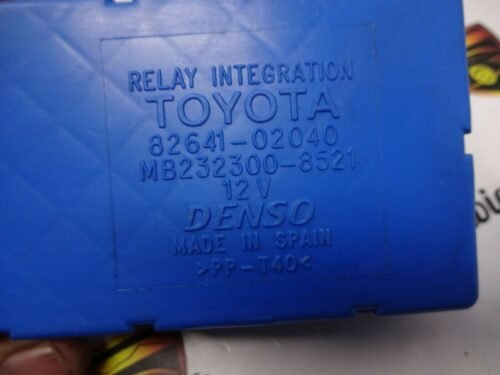 RELAY INTEGRATION
TOYOTA
82641-02040
MB232300-8521
12V
DENSO
MADE IN SPAIN
>PP-T40<